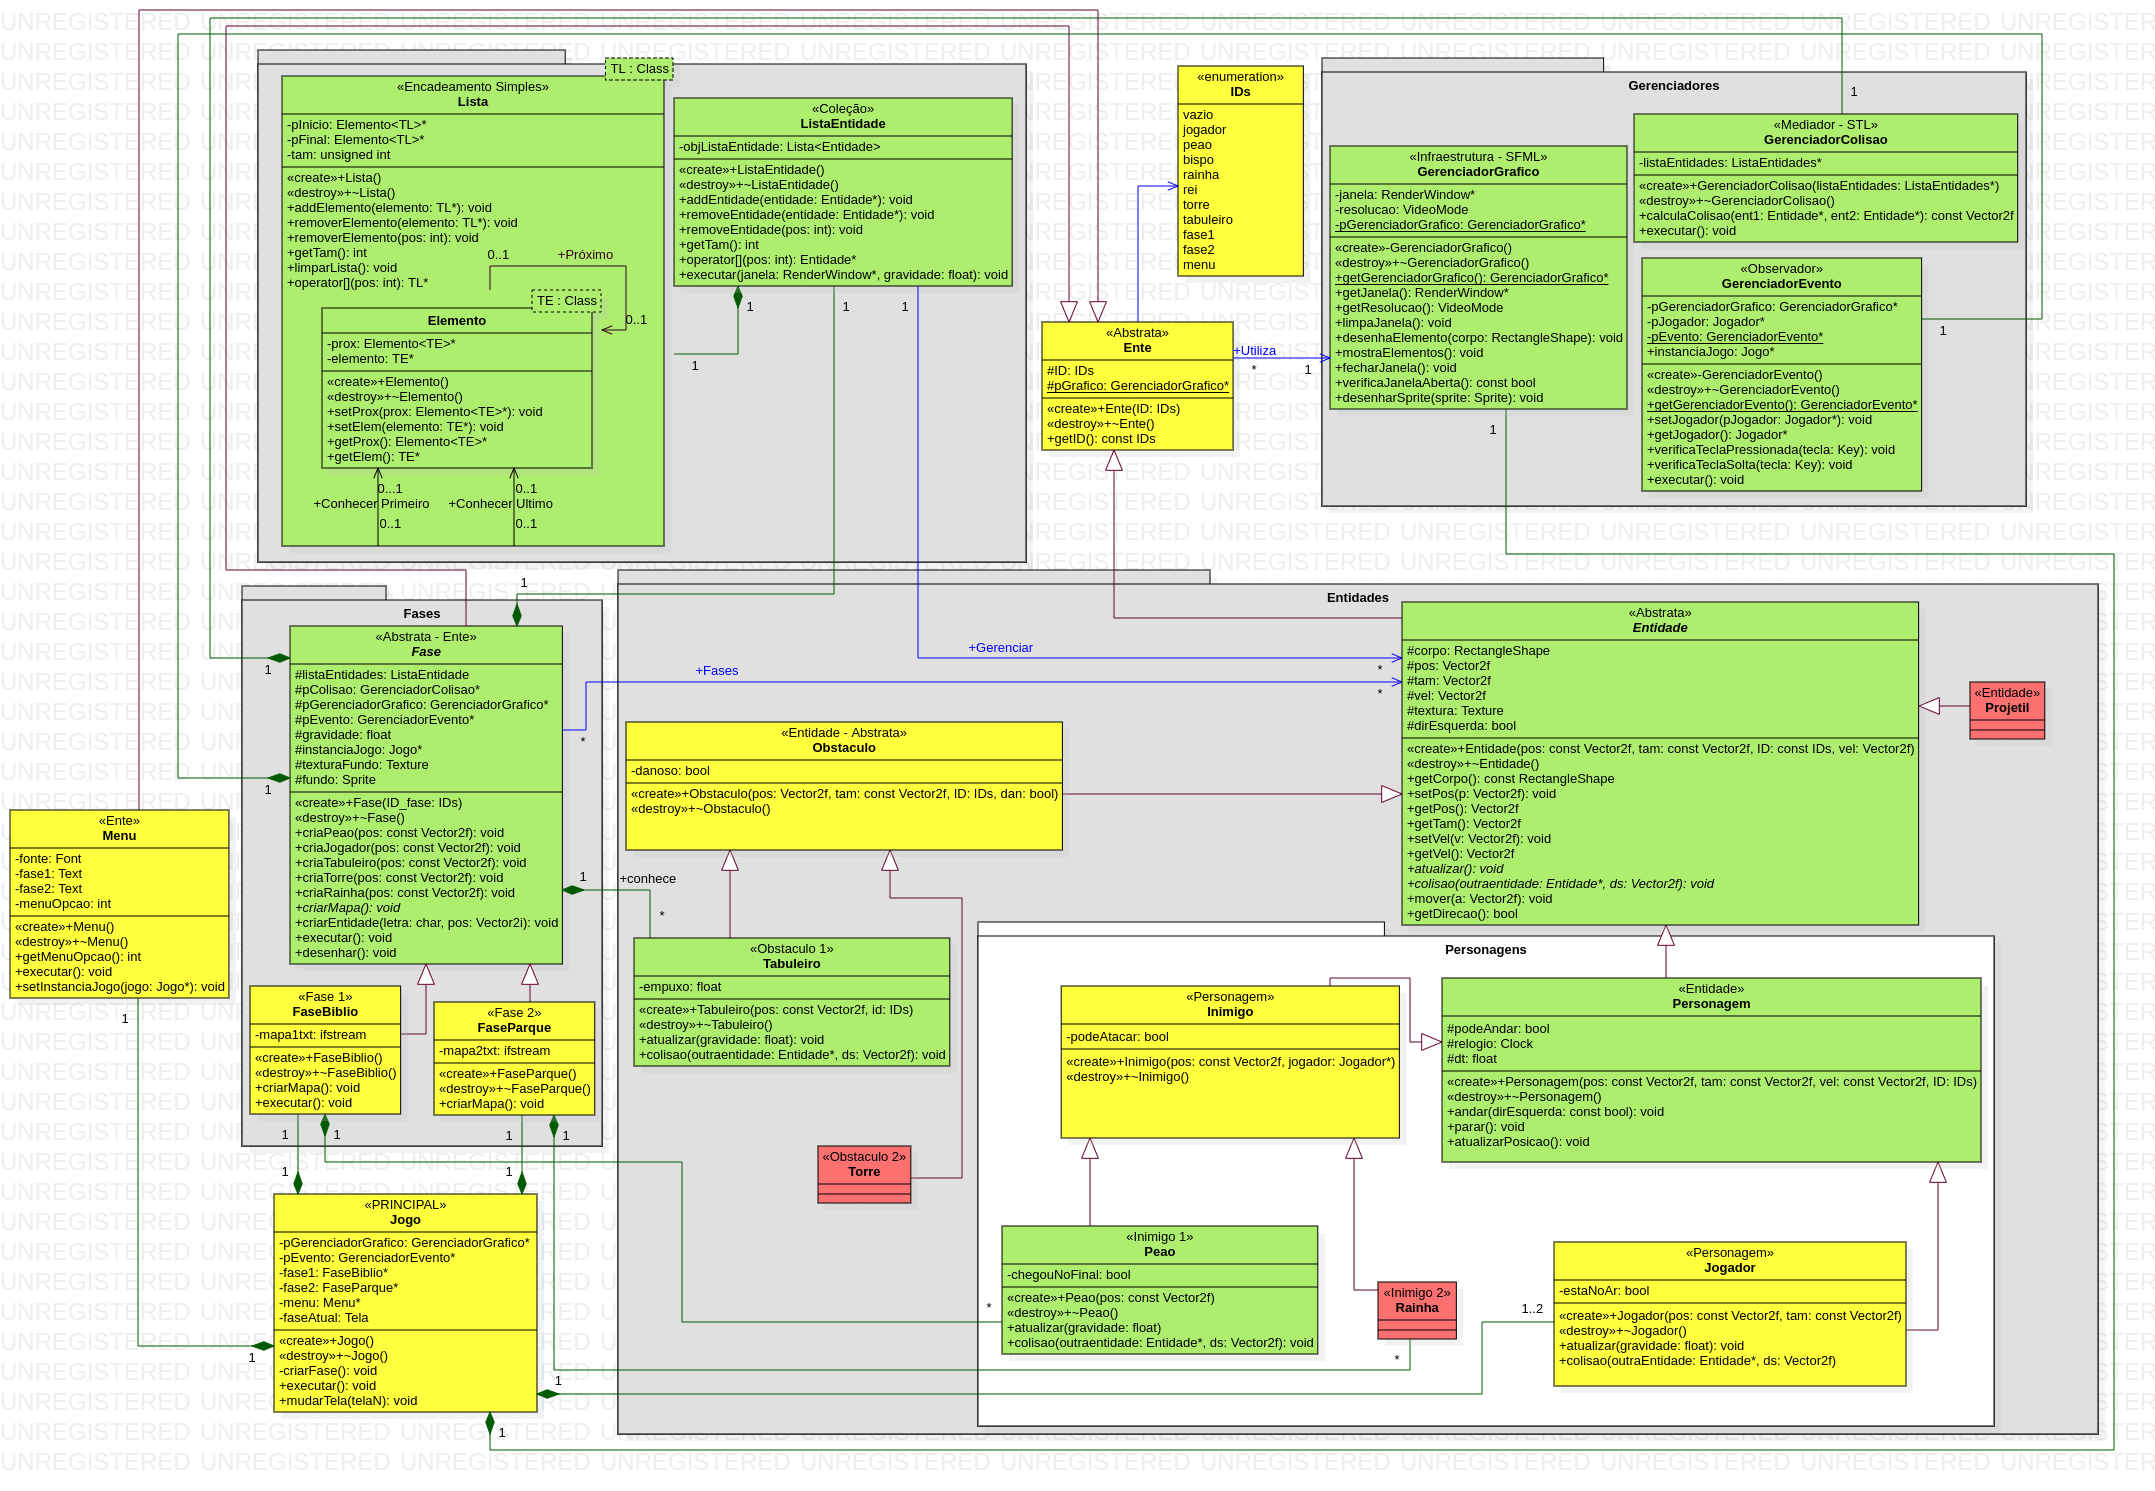 TL : Class
«Encadeamento Simples»
Lista
-pInicio: Elemento<TL>*
-pFinal: Elemento<TL>*
-tam: unsigned int
«create»+Lista()
«destroy»+~Lista()
+addElemento(elemento: TL*): void
+removerElemento(elemento: TL*): void
+removerElemento(pos: int): void
+getTam(): int
+limparLista(): void
+operator[](pos: int): TL*
0..1
+Próximo
0..1
TE : Class
Elemento
-prox: Elemento<TE>*
-elemento: TE*
«create»+Elemento()
«destroy»+~Elemento()
+setProx(prox: Elemento<TE>*): void
+setElem(elemento: TE*): void
+getProx(): Elemento<TE>*
+getElem(): TE*
0...1
+Conhecer Primeiro
0..1
0..1
+Conhecer Ultimo
0..1
«Coleção»
ListaEntidade
-objListaEntidade: Lista<Entidade>
«create»+ListaEntidade()
«destroy»+~ListaEntidade()
+addEntidade(entidade: Entidade*): void
+removeEntidade(entidade: Entidade*): void
+removeEntidade(pos: int): void
+getTam(): int
+operator[](pos: int): Entidade*
+executar(janela: RenderWindow*, gravidade: float): void
1
1
1
1
«enumeration»
IDs
vazio
jogador
peao
bispo
rainha
rei
torre
tabuleiro
fase1
fase2
menu
«Abstrata»
Ente
#ID: IDs
#pGrafico: GerenciadorGrafico*
«create»+Ente(ID: IDs)
«destroy»+~Ente()
+getID(): const IDs
+Utiliza
*
1
Gerenciadores
1
«Infraestrutura - SFML»
GerenciadorGrafico
-janela: RenderWindow*
-resolucao: VideoMode
-pGerenciadorGrafico: GerenciadorGrafico*
«create»-GerenciadorGrafico()
«destroy»+~GerenciadorGrafico()
+getGerenciadorGrafico(): GerenciadorGrafico*
+getJanela(): RenderWindow*
+getResolucao(): VideoMode
+limpaJanela(): void
+desenhaElemento(corpo: RectangleShape): void
+mostraElementos(): void
+fecharJanela(): void
+verificaJanelaAberta(): const bool
+desenharSprite(sprite: Sprite): void
1
«Mediador - STL»
GerenciadorColisao
-listaEntidades: ListaEntidades*
«create»+GerenciadorColisao(listaEntidades: ListaEntidades*)
«destroy»+~GerenciadorColisao()
+calculaColisao(ent1: Entidade*, ent2: Entidade*): const Vector2f
+executar(): void
«Observador»
GerenciadorEvento
-pGerenciadorGrafico: GerenciadorGrafico*
-pJogador: Jogador*
-pEvento: GerenciadorEvento*
+instanciaJogo: Jogo*
«create»-GerenciadorEvento()
«destroy»+~GerenciadorEvento()
+getGerenciadorEvento(): GerenciadorEvento*
+setJogador(pJogador: Jogador*): void
+getJogador(): Jogador*
+verificaTeclaPressionada(tecla: Key): void
+verificaTeclaSolta(tecla: Key): void
+executar(): void
1
Fases
1
«Abstrata - Ente»
Fase
#listaEntidades: ListaEntidade
#pColisao: GerenciadorColisao*
#pGerenciadorGrafico: GerenciadorGrafico*
#pEvento: GerenciadorEvento*
#gravidade: float
#instanciaJogo: Jogo*
#texturaFundo: Texture
#fundo: Sprite
«create»+Fase(ID_fase: IDs)
«destroy»+~Fase()
+criaPeao(pos: const Vector2f): void
+criaJogador(pos: const Vector2f): void
+criaTabuleiro(pos: const Vector2f): void
+criaTorre(pos: const Vector2f): void
+criaRainha(pos: const Vector2f): void
+criarMapa(): void
+criarEntidade(letra: char, pos: Vector2i): void
+executar(): void
+desenhar(): void
1
1
*
1
+conhece
*
«Ente»
Menu
-fonte: Font
-fase1: Text
-fase2: Text
-menuOpcao: int
«create»+Menu()
«destroy»+~Menu()
+getMenuOpcao(): int
+executar(): void
+setInstanciaJogo(jogo: Jogo*): void
1
«Fase 1»
FaseBiblio
-mapa1txt: ifstream
«create»+FaseBiblio()
«destroy»+~FaseBiblio()
+criarMapa(): void
+executar(): void
1
1
1
«Fase 2»
FaseParque
-mapa2txt: ifstream
«create»+FaseParque()
«destroy»+~FaseParque()
+criarMapa(): void
1
1
1
«PRINCIPAL»
Jogo
-pGerenciadorGrafico: GerenciadorGrafico*
-pEvento: GerenciadorEvento*
-fase1: FaseBiblio*
-fase2: FaseParque*
-menu: Menu*
-faseAtual: Tela
«create»+Jogo()
«destroy»+~Jogo()
-criarFase(): void
+executar(): void
+mudarTela(telaN): void
1
1
1
Entidades
+Gerenciar
*
+Fases
*
«Abstrata»
Entidade
#corpo: RectangleShape
#pos: Vector2f
#tam: Vector2f
#vel: Vector2f
#textura: Texture
#dirEsquerda: bool
«create»+Entidade(pos: const Vector2f, tam: const Vector2f, ID: const IDs, vel: Vector2f)
«destroy»+~Entidade()
+getCorpo(): const RectangleShape
+setPos(p: Vector2f): void
+getPos(): Vector2f
+getTam(): Vector2f
+setVel(v: Vector2f): void
+getVel(): Vector2f
+atualizar(): void
+colisao(outraentidade: Entidade*, ds: Vector2f): void
+mover(a: Vector2f): void
+getDirecao(): bool
«Entidade»
Projetil
«Entidade - Abstrata»
Obstaculo
-danoso: bool
«create»+Obstaculo(pos: Vector2f, tam: const Vector2f, ID: IDs, dan: bool)
«destroy»+~Obstaculo()
«Obstaculo 1»
Tabuleiro
-empuxo: float
«create»+Tabuleiro(pos: const Vector2f, id: IDs)
«destroy»+~Tabuleiro()
+atualizar(gravidade: float): void
+colisao(outraentidade: Entidade*, ds: Vector2f): void
«Obstaculo 2»
Torre
Personagens
«Personagem»
Inimigo
-podeAtacar: bool
«create»+Inimigo(pos: const Vector2f, jogador: Jogador*)
«destroy»+~Inimigo()
«Entidade»
Personagem
#podeAndar: bool
#relogio: Clock
#dt: float
«create»+Personagem(pos: const Vector2f, tam: const Vector2f, vel: const Vector2f, ID: IDs)
«destroy»+~Personagem()
+andar(dirEsquerda: const bool): void
+parar(): void
+atualizarPosicao(): void
«Inimigo 1»
Peao
-chegouNoFinal: bool
«create»+Peao(pos: const Vector2f)
«destroy»+~Peao()
+atualizar(gravidade: float)
+colisao(outraentidade: Entidade*, ds: Vector2f): void
*
«Inimigo 2»
Rainha
*
1..2
«Personagem»
Jogador
-estaNoAr: bool
«create»+Jogador(pos: const Vector2f, tam: const Vector2f)
«destroy»+~Jogador()
+atualizar(gravidade: float): void
+colisao(outraEntidade: Entidade*, ds: Vector2f)
UNREGISTERED